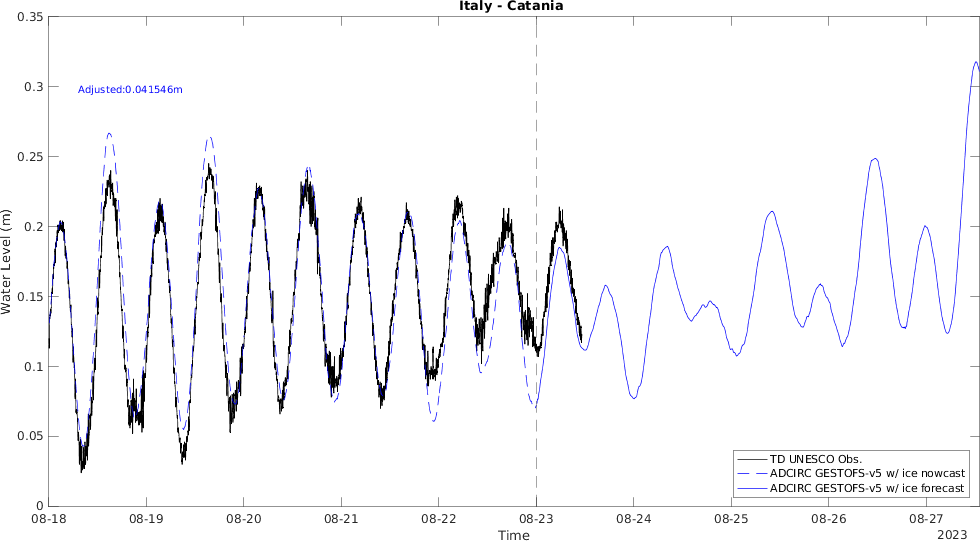 Italy - Catania
0.35
0.3
0.25
0.2
0.15
0.1
0.05
0
Water Level (m)
Adjusted:0.041546m
TD UNESCO Obs.
ADCIRC GESTOFS-v5 w/ ice nowcast
ADCIRC GESTOFS-v5 w/ ice forecast
08-18 08-19 08-20 08-21 08-22 08-23 08-24 08-25 08-26 08-27
Time
2023